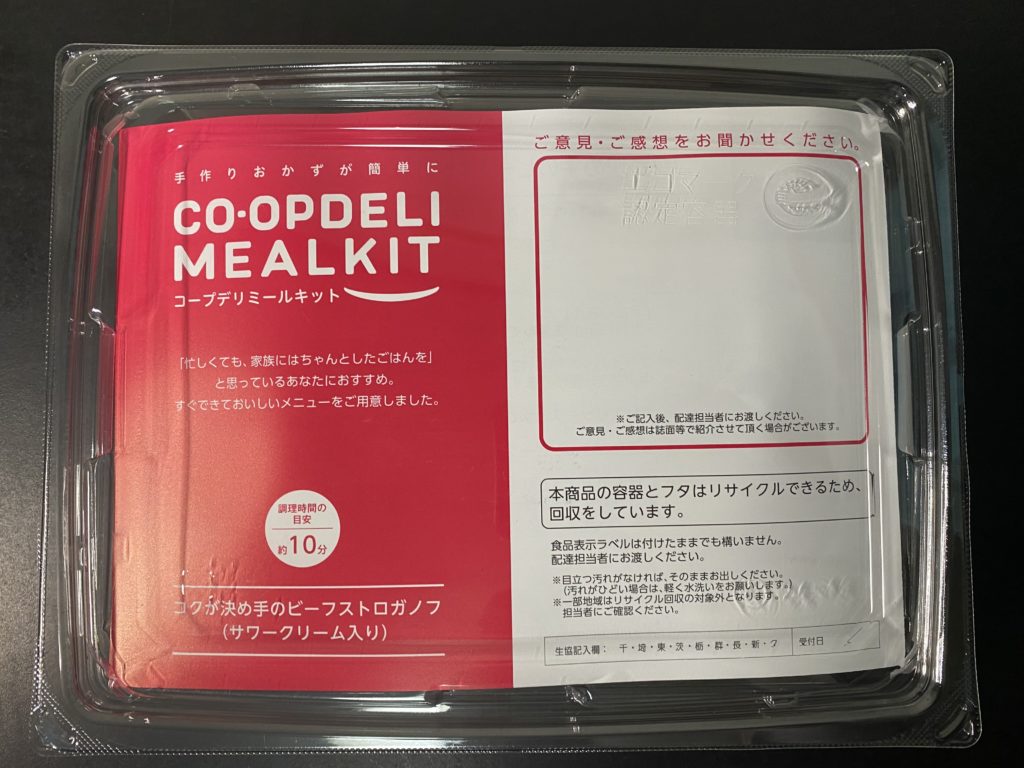 手作りおかずが簡単に
CO·OPDELI
MEALKIT
コープデリミールキット
「忙しくても、家族にはちゃんとしたごはんを」
と思っているあなたにおすすめ。
すぐできておいしいメニューをご用意しました。
調理時間の
目安
約10分
コクが決め手のビーフストロガノフ
（サワークリーム入り）
ご意見・ご感想をお聞かせください。
エコマーク
認定容器
※ご記入後、配達担当者にお渡しください。
ご意見・ご感想は誌面等で紹介させて頂く場合がございます。
本商品の容器とフタはリサイクルできるため、
回収をしています。
食品表示ラベルは付けたままでも構いません。
配達担当者にお渡しください。
※目立つ汚れがなければ、そのままお出しください。
（汚れがひどい場合は、軽く水洗いをお願いします。）
※一部地域はリサイクル回収の対象外となります。
担当者にご確認ください。
生協記入欄： 千・埼・東・茨・栃・群・長・新・ク
受付日 /